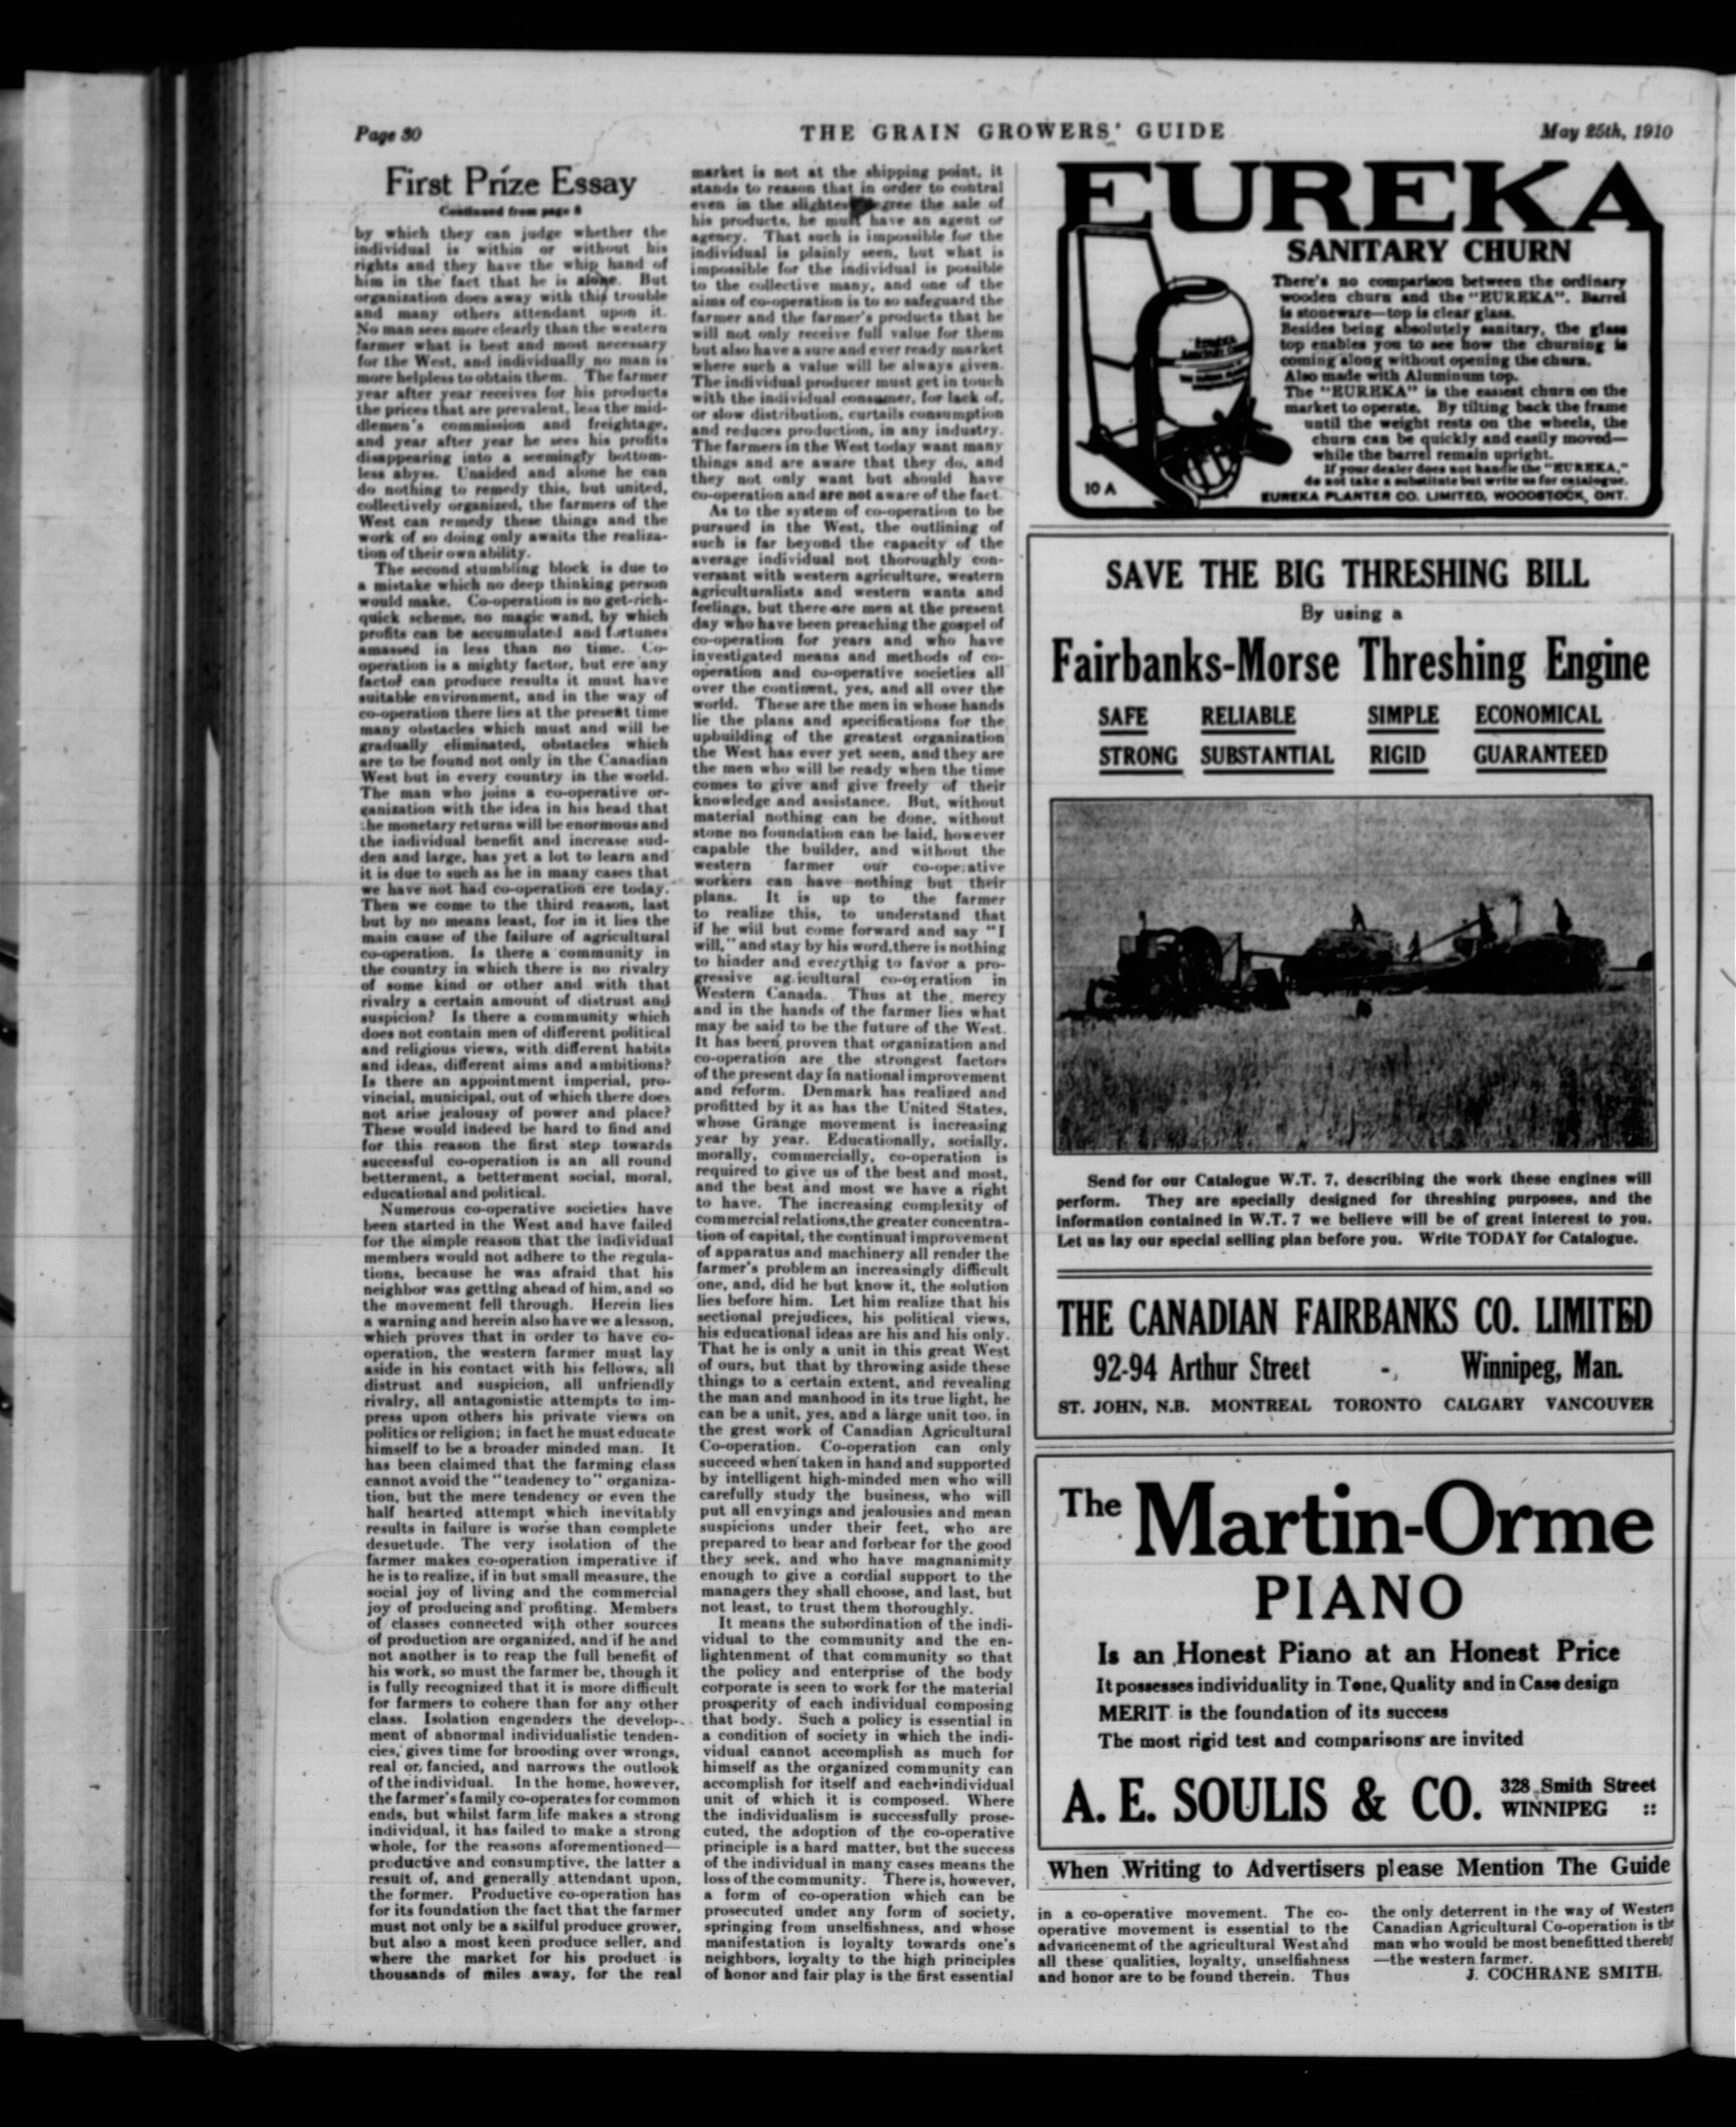 Page 30
THE GRAIN GROWERS' GUIDE
May 25th, 1910
First Prize Essay
Continued from page 8
by which they can judge whether the
individual is within or without his
rights and they have the whip hand of
him in the fact that he is alone. But
organization does away with this trouble
and many others attendant upon it.
No man sees more clearly than the western
farmer what is best and most necessary
for the West, and individually no man is
more helpless to obtain them. The farmer
year after year receives for his products
the prices that are prevalent, less the mid-
dlemen's commission and freightage,
and year after year he sees his profits
disappearing into a seemingly bottom-
less abyss. Unaided and alone he can
do nothing to remedy this, but united,
collectively organized, the farmers of the
West can remedy these things and the
work of so doing only awaits the realiza-
tion of their own ability.
The second stumbling block is due to
a mistake which no deep thinking person
would make. Co-operation is no get-rich-
quick scheme, no magic wand, by which
profits can be accumulated and fortunes
amassed in less than no time. Co-
operation is a mighty factor, but ere any
factor can produce results it must have
suitable environment, and in the way of
co-operation there lies at the present time
many obstacles which must and will be
gradually eliminated, obstacles which
are to be found not only in the Canadian
West but in every country in the world.
The man who joins a co-operative or-
ganization with the idea in his head that
the monetary returns will be enormous and
the individual benefit and increase sud-
den and large, has yet a lot to learn and
it is due to such as he in many cases that
we have not had co-operation ere today.
Then we come to the third reason, last
but by no means least, for in it lies the
main cause of the failure of agricultural
co-operation. Is there a community in
the country in which there is no rivalry
of some kind or other and with that
rivalry a certain amount of distrust and
suspicion? Is there a community which
does not contain men of different political
and religious views, with different habits
and ideas, different aims and ambitions?
Is there an appointment imperial, pro-
vincial, municipal, out of which there does
not arise jealousy of power and place?
These would indeed be hard to find and
for this reason the first step towards
successful co-operation is an all round
betterment, a betterment social, moral,
educational and political.
Numerous co-operative societies have
been started in the West and have failed
for the simple reason that the individual
members would not adhere to the regula-
tions, because he was afraid that his
neighbor was getting ahead of him, and so
the movement fell through. Herein lies
a warning and herein also have we a lesson,
which proves that in order to have co-
operation, the western farmer must lay
aside in his contact with his fellows, all
distrust and suspicion, all unfriendly
rivalry, all antagonistic attempts to im-
press upon others his private views on
politics or religion; in fact he must educate
himself to be a broader minded man. It
has been claimed that the farming class
cannot avoid the "tendency to" organiza-
tion, but the mere tendency or even the
half hearted attempt which inevitably
results in failure is worse than complete
desuetude. The very isolation of the
farmer makes co-operation imperative if
he is to realize, if in but small measure, the
social joy of living and the commercial
joy of producing and profiting. Members
of classes connected with other sources
of production are organized, and if he and
not another is to reap the full benefit of
his work, so must the farmer be, though it
is fully recognized that it is more difficult
for farmers to cohere than for any other
class. Isolation engenders the develop-
ment of abnormal individualistic tenden-
cies, gives time for brooding over wrongs,
real or fancied, and narrows the outlook
of the individual. In the home, however,
the farmer's family co-operates for common
ends, but whilst farm life makes a strong
individual, it has failed to make a strong
whole, for the reasons aforementioned—
productive and consumptive, the latter a
result of, and generally attendant upon,
the former. Productive co-operation has
for its foundation the fact that the farmer
must not only be a skilful produce grower,
but also a most keen produce seller, and
where the market for his product is
thousands of miles away, for the real
market is not at the shipping point, it
stands to reason that in order to contral
even in the slightest degree the sale of
his products, he must have an agent or
agency. That such is impossible for the
individual is plainly seen, but what is
impossible for the individual is possible
to the collective many, and one of the
aims of co-operation is to so safeguard the
farmer and the farmer's products that he
will not only receive full value for them
but also have a sure and ever ready market
where such a value will be always given.
The individual producer must get in touch
with the individual consumer, for lack of,
or slow distribution, curtails consumption
and reduces production, in any industry.
The farmers in the West today want many
things and are aware that they do, and
they not only want but should have
co-operation and are not aware of the fact.
As to the system of co-operation to be
pursued in the West, the outlining of
such is far beyond the capacity of the
average individual not thoroughly con-
versant with western agriculture, western
agriculturalists and western wants and
feelings, but there are men at the present
day who have been preaching the gospel of
co-operation for years and who have
investigated means and methods of co-
operation and co-operative societies all
over the continent, yes, and all over the
world. These are the men in whose hands
lie the plans and specifications for the
upbuilding of the greatest organization
the West has ever yet seen, and they are
the men who will be ready when the time
comes to give and give freely of their
knowledge and assistance. But, without
material nothing can be done, without
stone no foundation can be laid, however
capable the builder, and without the
western farmer our co-operative
workers can have nothing but their
plans. It is up to the farmer
to realize this, to understand that
if he will but come forward and say "I
will," and stay by his word, there is nothing
to hinder and everythig to favor a pro-
gressive agricultural co-operation in
Western Canada. Thus at the mercy
and in the hands of the farmer lies what
may be said to be the future of the West.
It has been proven that organization and
co-operation are the strongest factors
of the present day in national improvement
and reform. Denmark has realized and
profitted by it as has the United States,
whose Grange movement is increasing
year by year. Educationally, socially,
morally, commercially, co-operation is
required to give us of the best and most,
and the best and most we have a right
to have. The increasing complexity of
commercial relations, the greater concentra-
tion of capital, the continual improvement
of apparatus and machinery all render the
farmer's problem an increasingly difficult
one, and, did he but know it, the solution
lies before him. Let him realize that his
sectional prejudices, his political views,
his educational ideas are his and his only.
That he is only a unit in this great West
of ours, but that by throwing aside these
things to a certain extent, and revealing
the man and manhood in its true light, he
can be a unit, yes, and a large unit too, in
the grest work of Canadian Agricultural
Co-operation. Co-operation can only
succeed when taken in hand and supported
by intelligent high-minded men who will
carefully study the business, who will
put all envyings and jealousies and mean
suspicions under their feet, who are
prepared to bear and forbear for the good
they seek, and who have magnanimity
enough to give a cordial support to the
managers they shall choose, and last, but
not least, to trust them thoroughly.
It means the subordination of the indi-
vidual to the community and the en-
lightenment of that community so that
the policy and enterprise of the body
corporate is seen to work for the material
prosperity of each individual composing
that body. Such a policy is essential in
a condition of society in which the indi-
vidual cannot accomplish as much for
himself as the organized community can
accomplish for itself and each individual
unit of which it is composed. Where
the individualism is successfully prose-
cuted, the adoption of the co-operative
principle is a hard matter, but the success
of the individual in many cases means the
loss of the community. There is, however,
a form of co-operation which can be
prosecuted under any form of society,
springing from unselfishness, and whose
manifestation is loyalty towards one's
neighbors, loyalty to the high principles
of honor and fair play is the first essential
EUREKA
SANITARY CHURN
There's no comparison between the ordinary
wooden churn and the "EUREKA". Barrel
is stoneware—top is clear glass.
Besides being absolutely sanitary, the glass
top enables you to see how the churning is
coming along without opening the churn.
Also made with Aluminum top.
The "EUREKA" is the easiest churn on the
market to operate. By tilting back the frame
until the weight rests on the wheels, the
churn can be quickly and easily moved—
while the barrel remain upright.
If your dealer does not handle the "EUREKA,"
do not take a substitute but write us for catalogue.
EUREKA PLANTER CO. LIMITED, WOODSTOCK, ONT.
10 A
SAVE THE BIG THRESHING BILL
By using a
Fairbanks-Morse Threshing Engine
SAFE RELIABLE SIMPLE ECONOMICAL
STRONG SUBSTANTIAL RIGID GUARANTEED
Send for our Catalogue W.T. 7, describing the work these engines will
perform. They are specially designed for threshing purposes, and the
information contained in W.T. 7 we believe will be of great interest to you.
Let us lay our special selling plan before you. Write TODAY for Catalogue.
THE CANADIAN FAIRBANKS CO. LIMITED
92-94 Arthur Street - Winnipeg, Man.
ST. JOHN, N.B. MONTREAL TORONTO CALGARY VANCOUVER
The Martin-Orme
PIANO
Is an Honest Piano at an Honest Price
It possesses individuality in Tone, Quality and in Case design
MERIT is the foundation of its success
The most rigid test and comparisons are invited
A. E. SOULIS & CO.
328 Smith Street
WINNIPEG ::
When Writing to Advertisers please Mention The Guide
in a co-operative movement. The co-
operative movement is essential to the
advancenemt of the agricultural West and
all these qualities, loyalty, unselfishness
and honor are to be found therein. Thus
the only deterrent in the way of Western
Canadian Agricultural Co-operation is the
man who would be most benefitted thereby
—the western farmer.
J. COCHRANE SMITH.